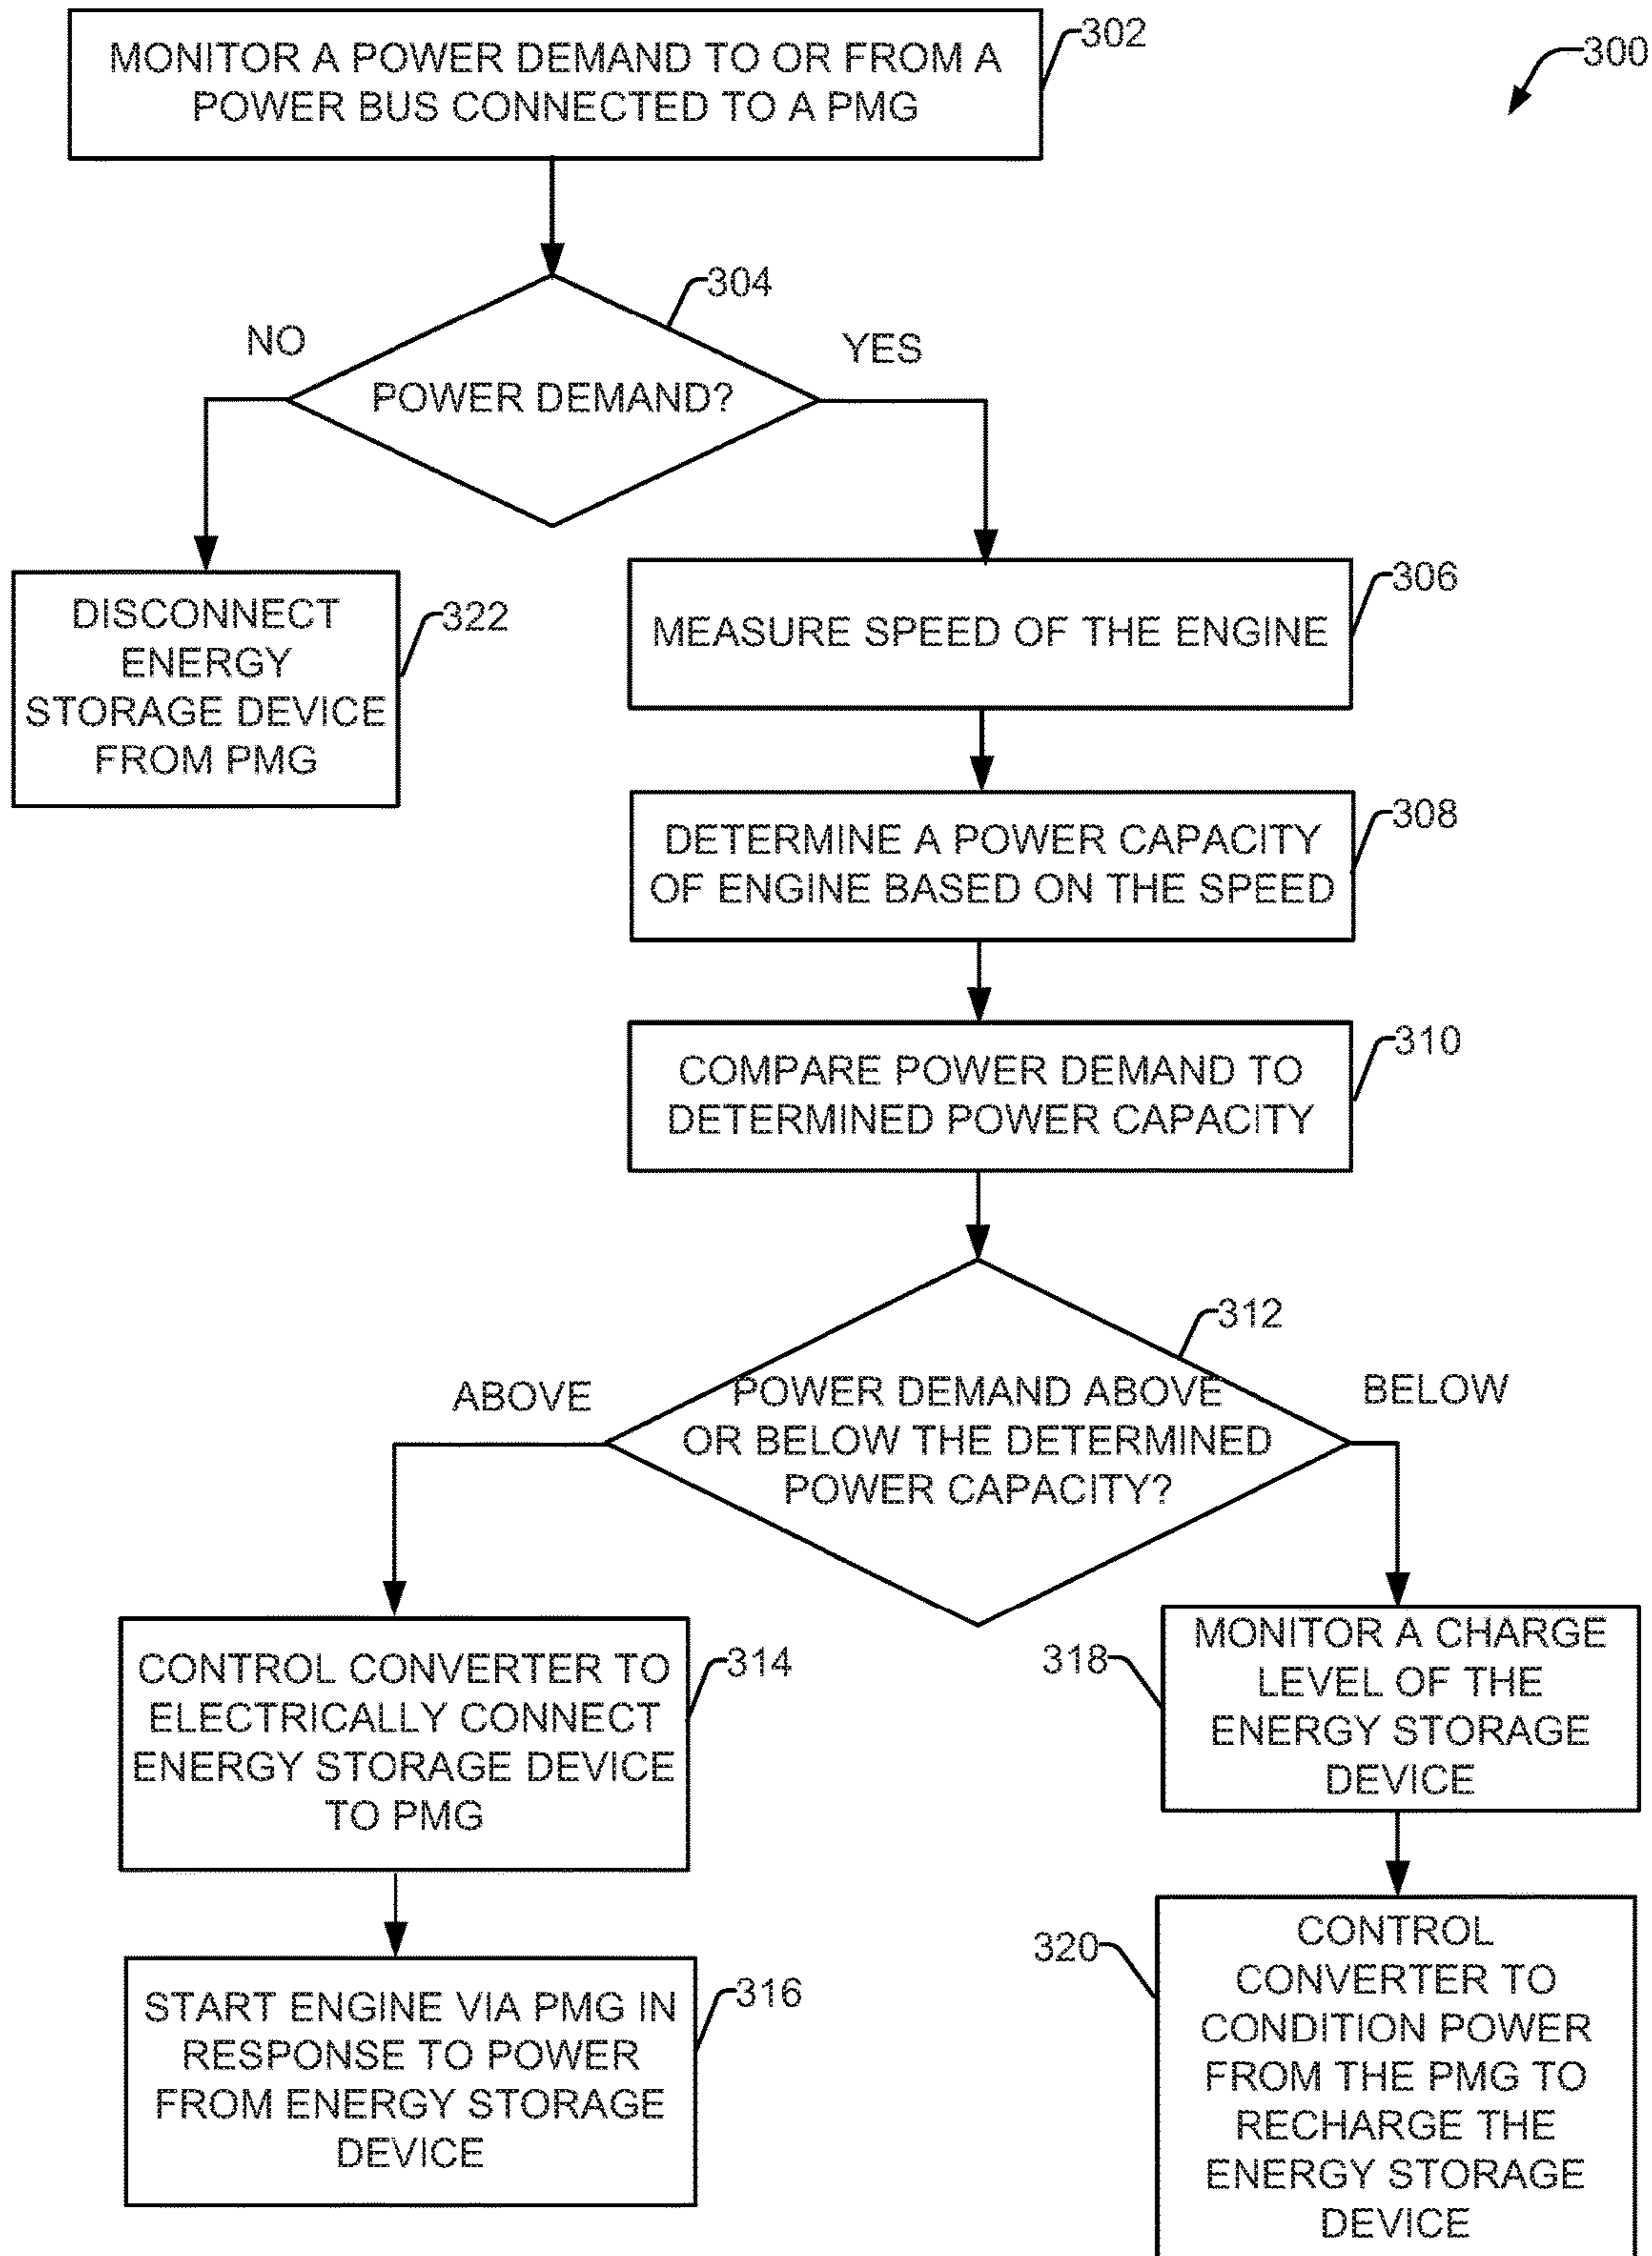 MONITOR A POWER DEMAND TO OR FROM A
POWER BUS CONNECTED TO A PMG
302
300
304
NO
YES
POWER DEMAND?
DISCONNECT
ENERGY
STORAGE DEVICE
FROM PMG
322
306
MEASURE SPEED OF THE ENGINE
308
DETERMINE A POWER CAPACITY
OF ENGINE BASED ON THE SPEED
310
COMPARE POWER DEMAND TO
DETERMINED POWER CAPACITY
312
ABOVE
BELOW
POWER DEMAND ABOVE
OR BELOW THE DETERMINED
POWER CAPACITY?
CONTROL CONVERTER TO
ELECTRICALLY CONNECT
ENERGY STORAGE DEVICE
TO PMG
314
318
MONITOR A CHARGE
LEVEL OF THE
ENERGY STORAGE
DEVICE
START ENGINE VIA PMG IN
RESPONSE TO POWER
FROM ENERGY STORAGE
DEVICE
316
320
CONTROL
CONVERTER TO
CONDITION POWER
FROM THE PMG TO
RECHARGE THE
ENERGY STORAGE
DEVICE